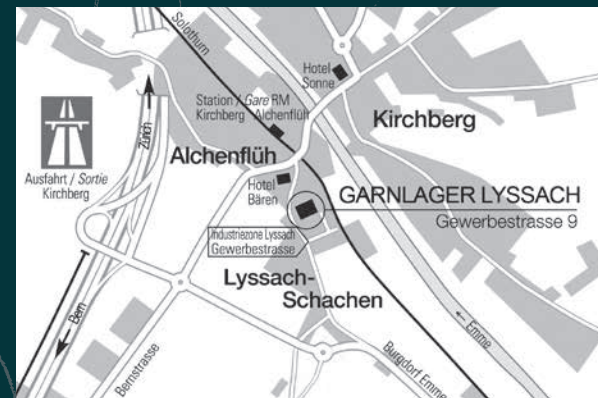 Solothurn
Hotel
Sonne
Station / Gare RM
Kirchberg Alchenflüh
Kirchberg
Zürich
Ausfahrt / Sortie
Kirchberg
Alchenflüh
Hotel
Bären
GARNLAGER LYSSACH
Gewerbestrasse 9
Industriezone Lyssach
Gewerbestrasse
Lyssach-
Schachen
Bern
Bernstrasse
← Emme
Burgdorf Emme